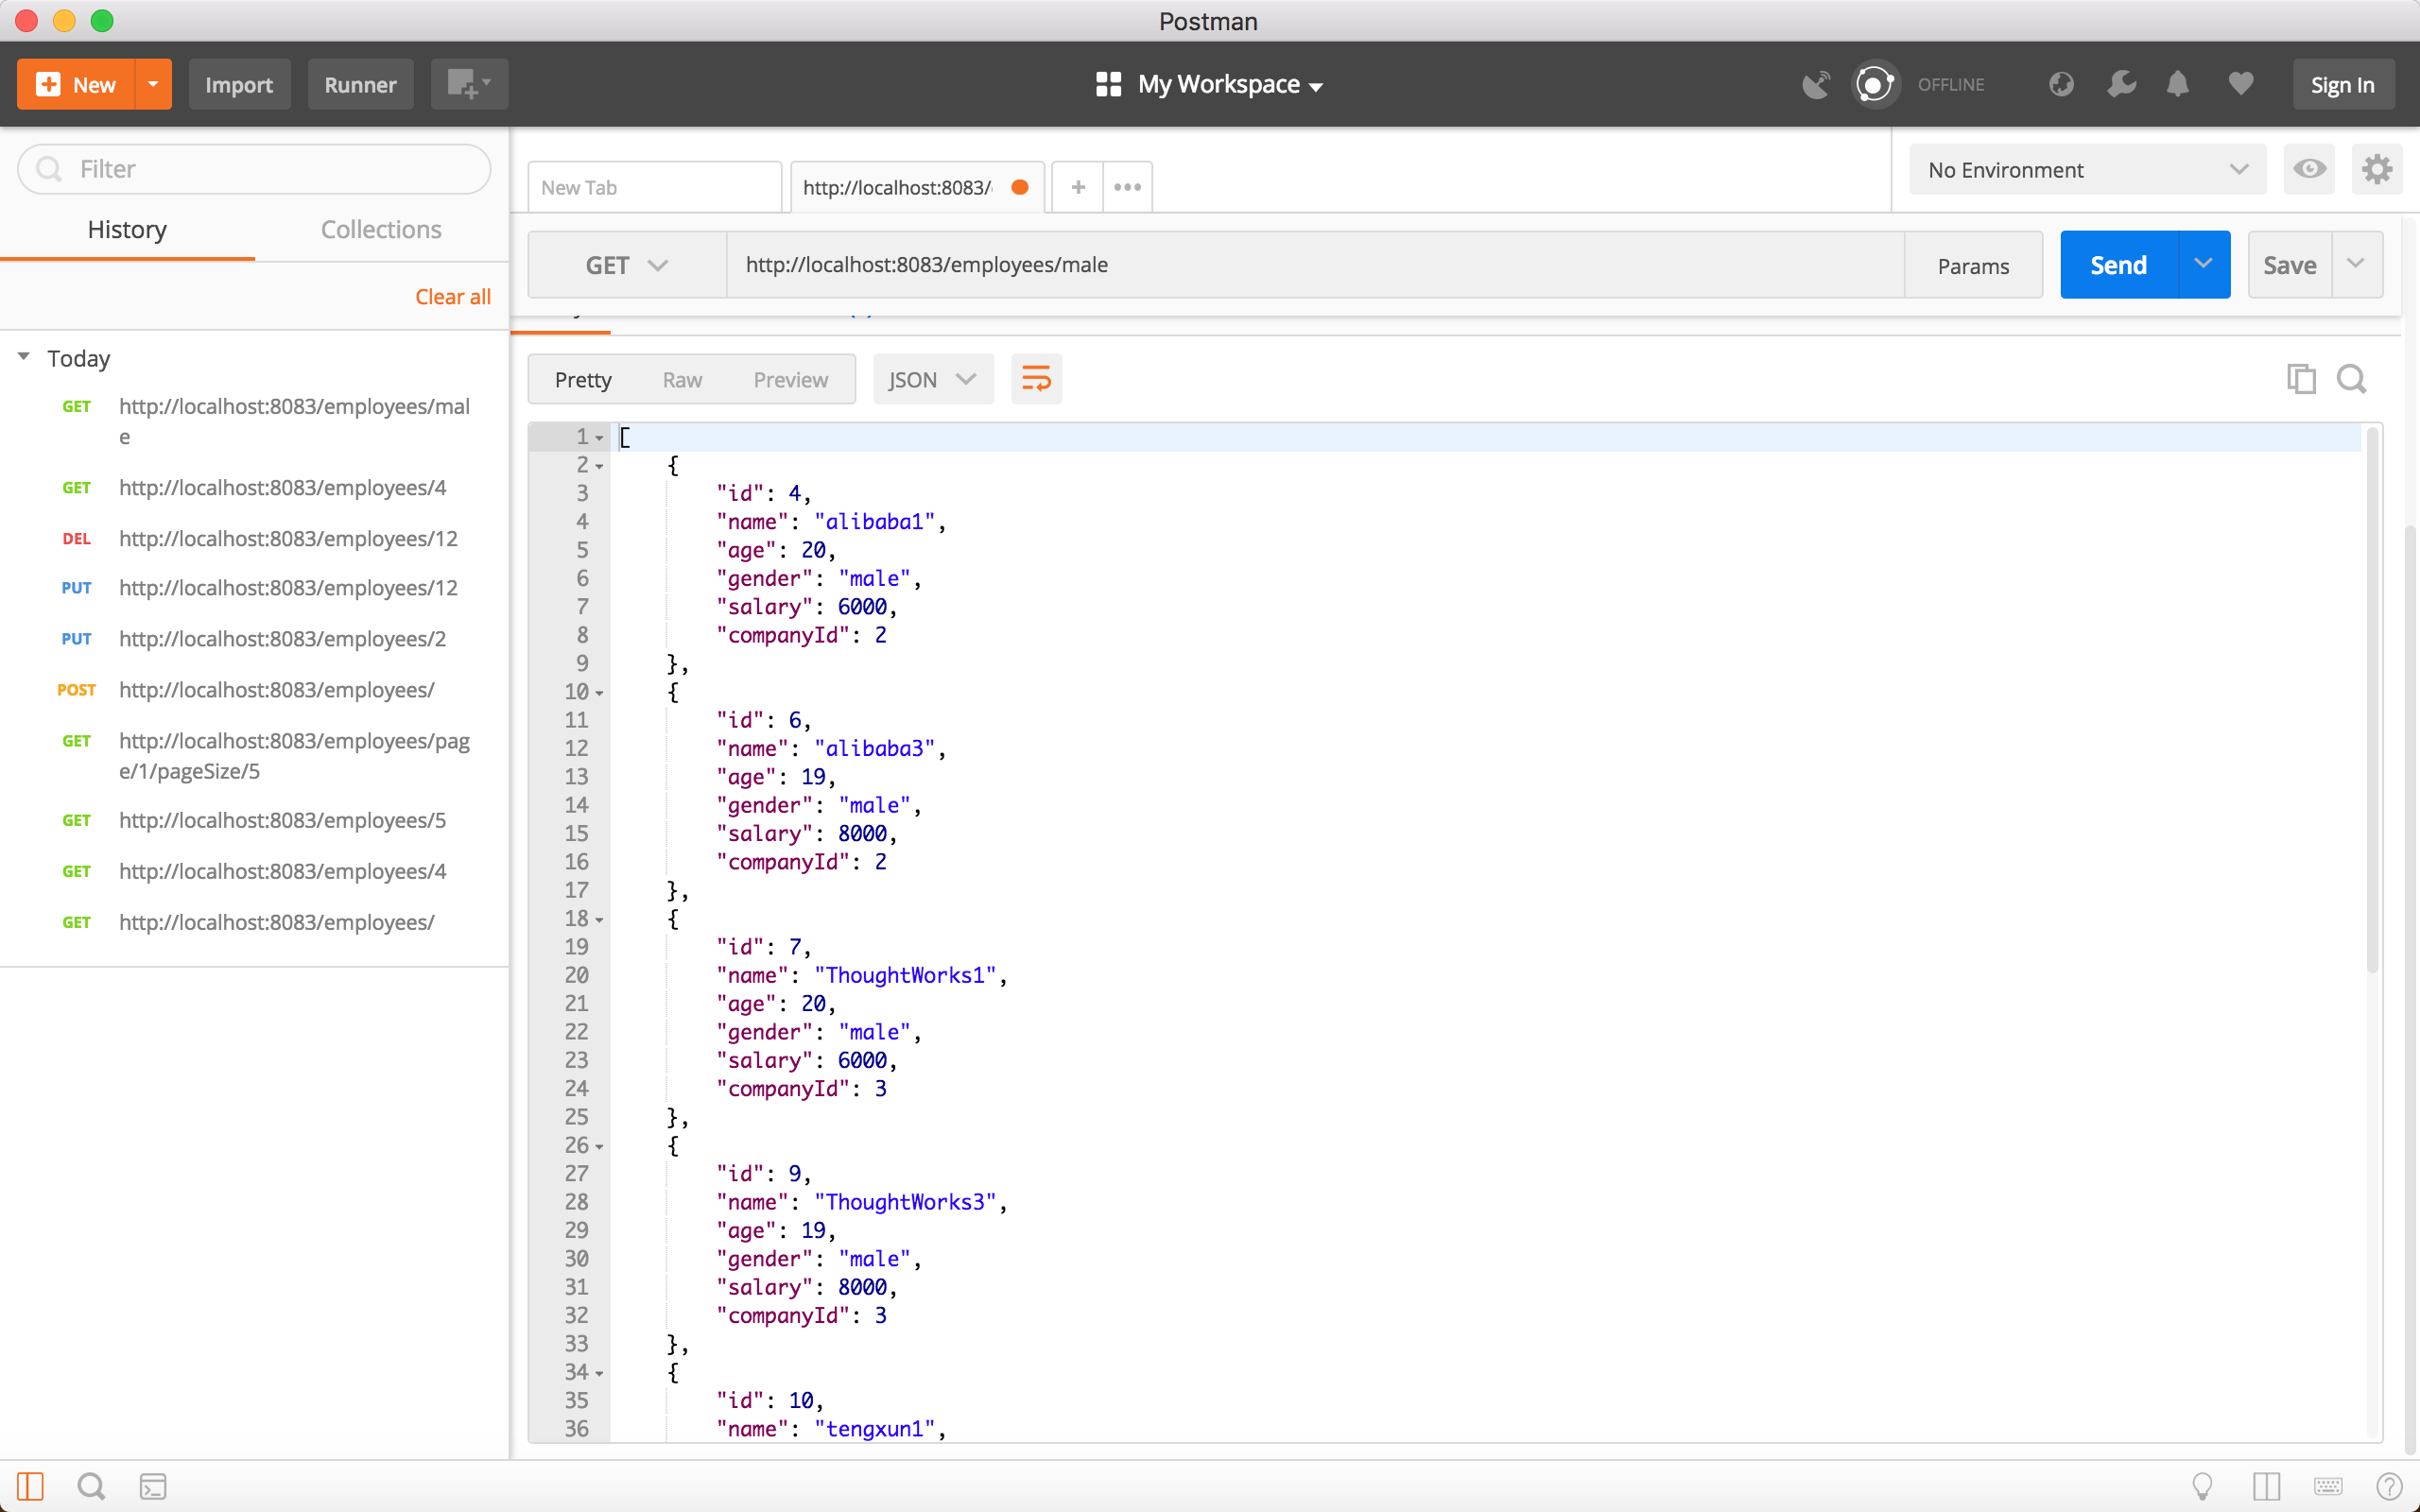 Postman
New
Import
Runner
My Workspace
OFFLINE
Sign In
Filter
History
Collections
Clear all
Today
GET http://localhost:8083/employees/mal
e
GET http://localhost:8083/employees/4
DEL http://localhost:8083/employees/12
PUT http://localhost:8083/employees/12
PUT http://localhost:8083/employees/2
POST http://localhost:8083/employees/
GET http://localhost:8083/employees/pag
e/1/pageSize/5
GET http://localhost:8083/employees/5
GET http://localhost:8083/employees/4
GET http://localhost:8083/employees/
New Tab
http://localhost:8083/
No Environment
GET
http://localhost:8083/employees/male
Params
Send
Save
Pretty
Raw
Preview
JSON
1 [
2 {
3 "id": 4,
4 "name": "alibaba1",
5 "age": 20,
6 "gender": "male",
7 "salary": 6000,
8 "companyId": 2
9 },
10 {
11 "id": 6,
12 "name": "alibaba3",
13 "age": 19,
14 "gender": "male",
15 "salary": 8000,
16 "companyId": 2
17 },
18 {
19 "id": 7,
20 "name": "ThoughtWorks1",
21 "age": 20,
22 "gender": "male",
23 "salary": 6000,
24 "companyId": 3
25 },
26 {
27 "id": 9,
28 "name": "ThoughtWorks3",
29 "age": 19,
30 "gender": "male",
31 "salary": 8000,
32 "companyId": 3
33 },
34 {
35 "id": 10,
36 "name": "tengxun1",